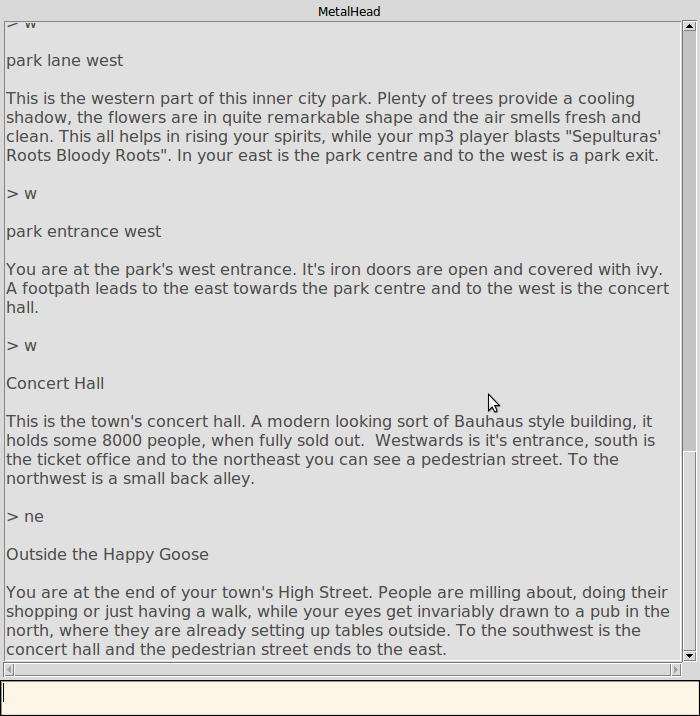 MetalHead
> w
park lane west
This is the western part of this inner city park. Plenty of trees provide a cooling
shadow, the flowers are in quite remarkable shape and the air smells fresh and
clean. This all helps in rising your spirits, while your mp3 player blasts "Sepulturas'
Roots Bloody Roots". In your east is the park centre and to the west is a park exit.
> w
park entrance west
You are at the park's west entrance. It's iron doors are open and covered with ivy.
A footpath leads to the east towards the park centre and to the west is the concert
hall.
> w
Concert Hall
This is the town's concert hall. A modern looking sort of Bauhaus style building, it
holds some 8000 people, when fully sold out.  Westwards is it's entrance, south is
the ticket office and to the northeast you can see a pedestrian street. To the
northwest is a small back alley.
> ne
Outside the Happy Goose
You are at the end of your town's High Street. People are milling about, doing their
shopping or just having a walk, while your eyes get invariably drawn to a pub in the
north, where they are already setting up tables outside. To the southwest is the
concert hall and the pedestrian street ends to the east.